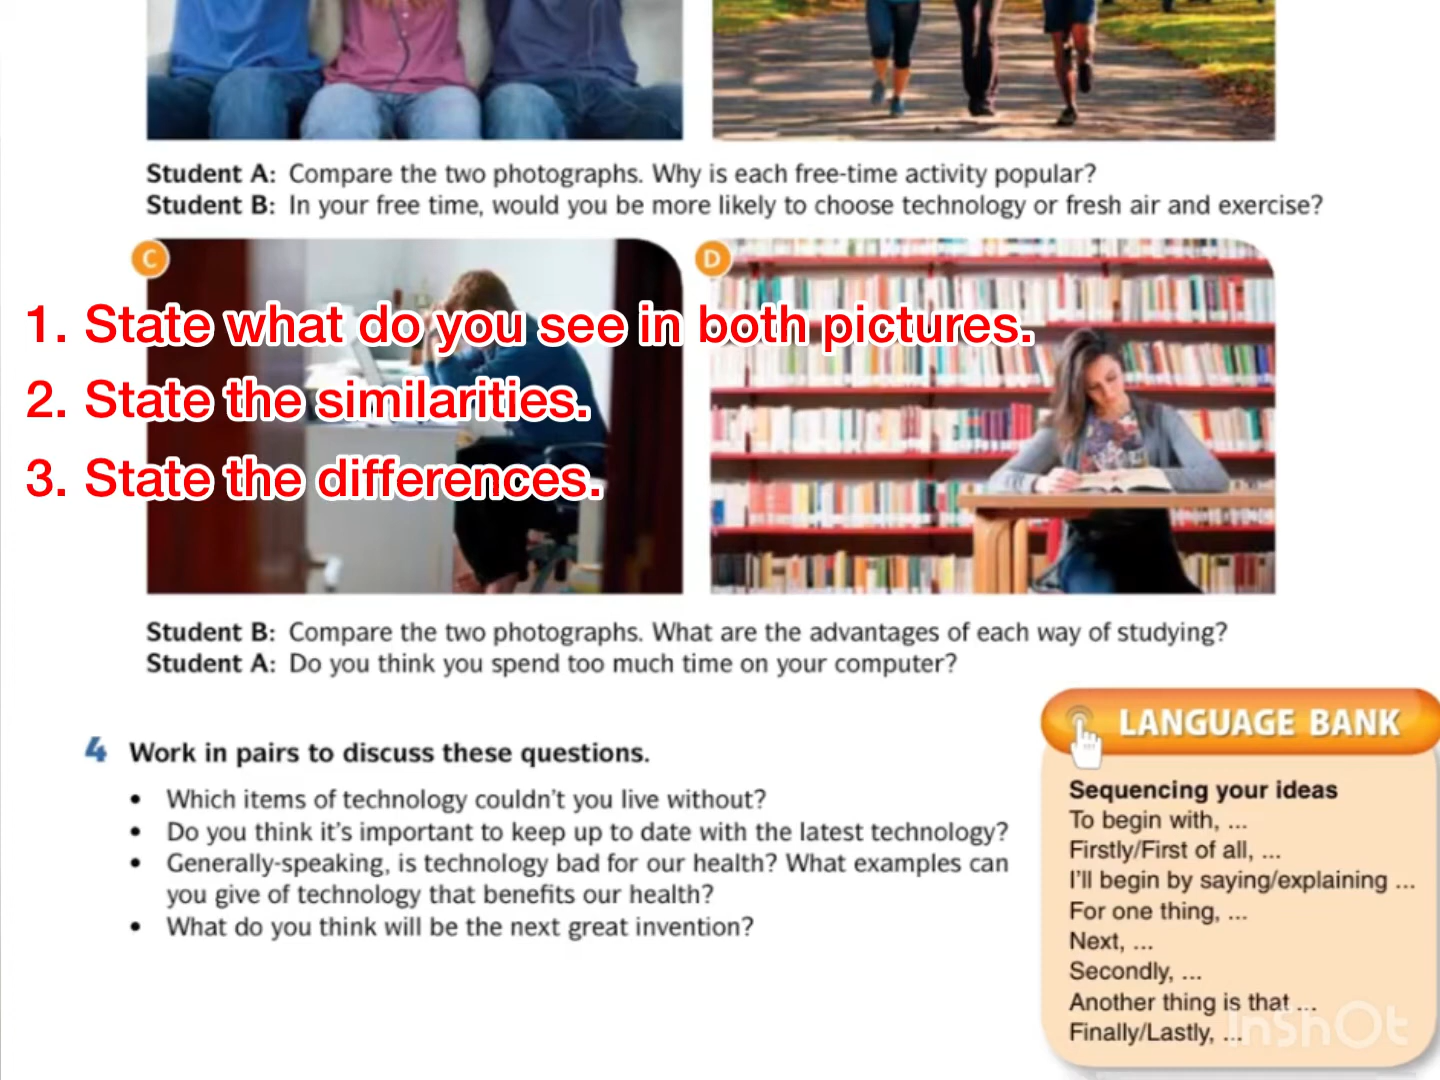 Student A: Compare the two photographs. Why is each free-time activity popular?
Student B: In your free time, would you be more likely to choose technology or fresh air and exercise?
C
D
1. State what do you see in both pictures.
2. State the similarities.
3. State the differences.
Student B: Compare the two photographs. What are the advantages of each way of studying?
Student A: Do you think you spend too much time on your computer?
4 Work in pairs to discuss these questions.
• Which items of technology couldn't you live without?
• Do you think it's important to keep up to date with the latest technology?
• Generally-speaking, is technology bad for our health? What examples can
you give of technology that benefits our health?
• What do you think will be the next great invention?
LANGUAGE BANK
Sequencing your ideas
To begin with, ...
Firstly/First of all, ...
I'll begin by saying/explaining ...
For one thing, ...
Next, ...
Secondly, ...
Another thing is that ...
Finally/Lastly, ...
InShOt